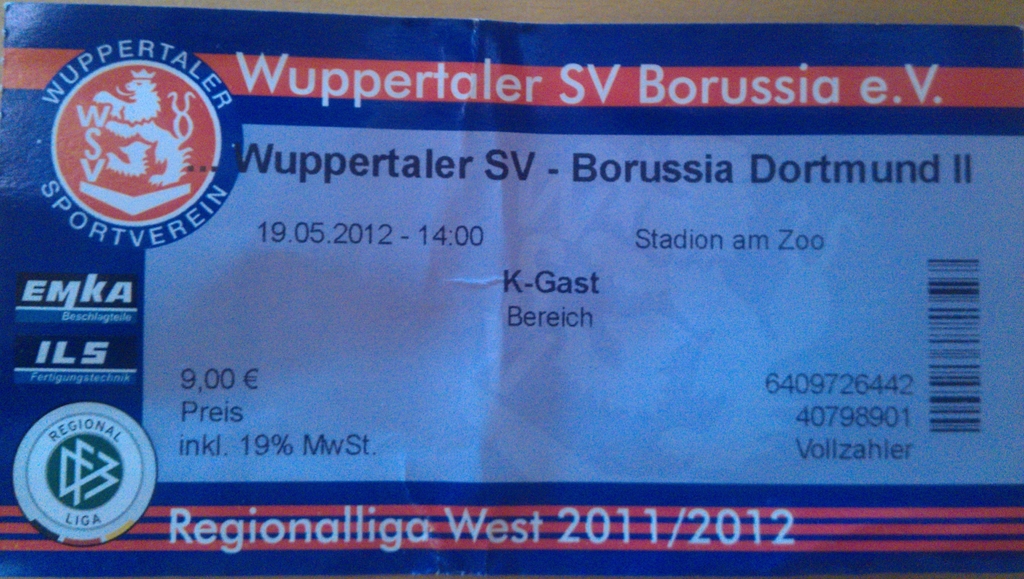 Wuppertaler SV Borussia e.V.
WUPPERTALER
WSV
SPORTVEREIN
... Wuppertaler SV - Borussia Dortmund II
19.05.2012 - 14:00
Stadion am Zoo
K-Gast
Bereich
EMKA
Beschlagteile
ILS
Fertigungstechnik
9,00 €
Preis
inkl. 19% MwSt.
6409726442
40798901
Vollzahler
REGIONAL
DFB
LIGA
Regionalliga West 2011/2012